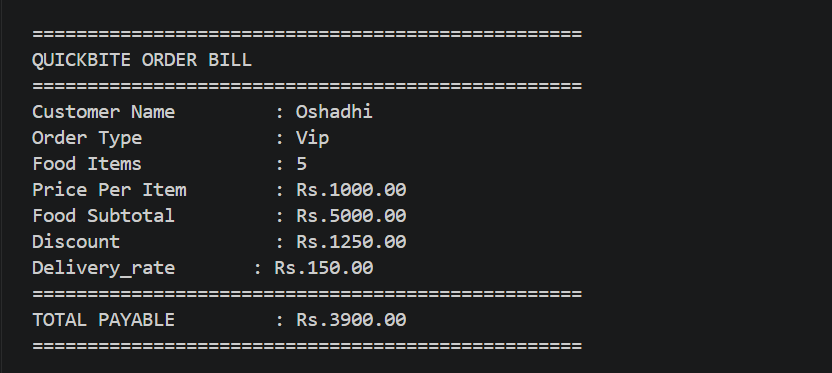 ==================================================
QUICKBITE ORDER BILL
==================================================
Customer Name         : Oshadhi
Order Type            : Vip
Food Items            : 5
Price Per Item        : Rs.1000.00
Food Subtotal         : Rs.5000.00
Discount              : Rs.1250.00
Delivery_rate       : Rs.150.00
==================================================
TOTAL PAYABLE         : Rs.3900.00
==================================================